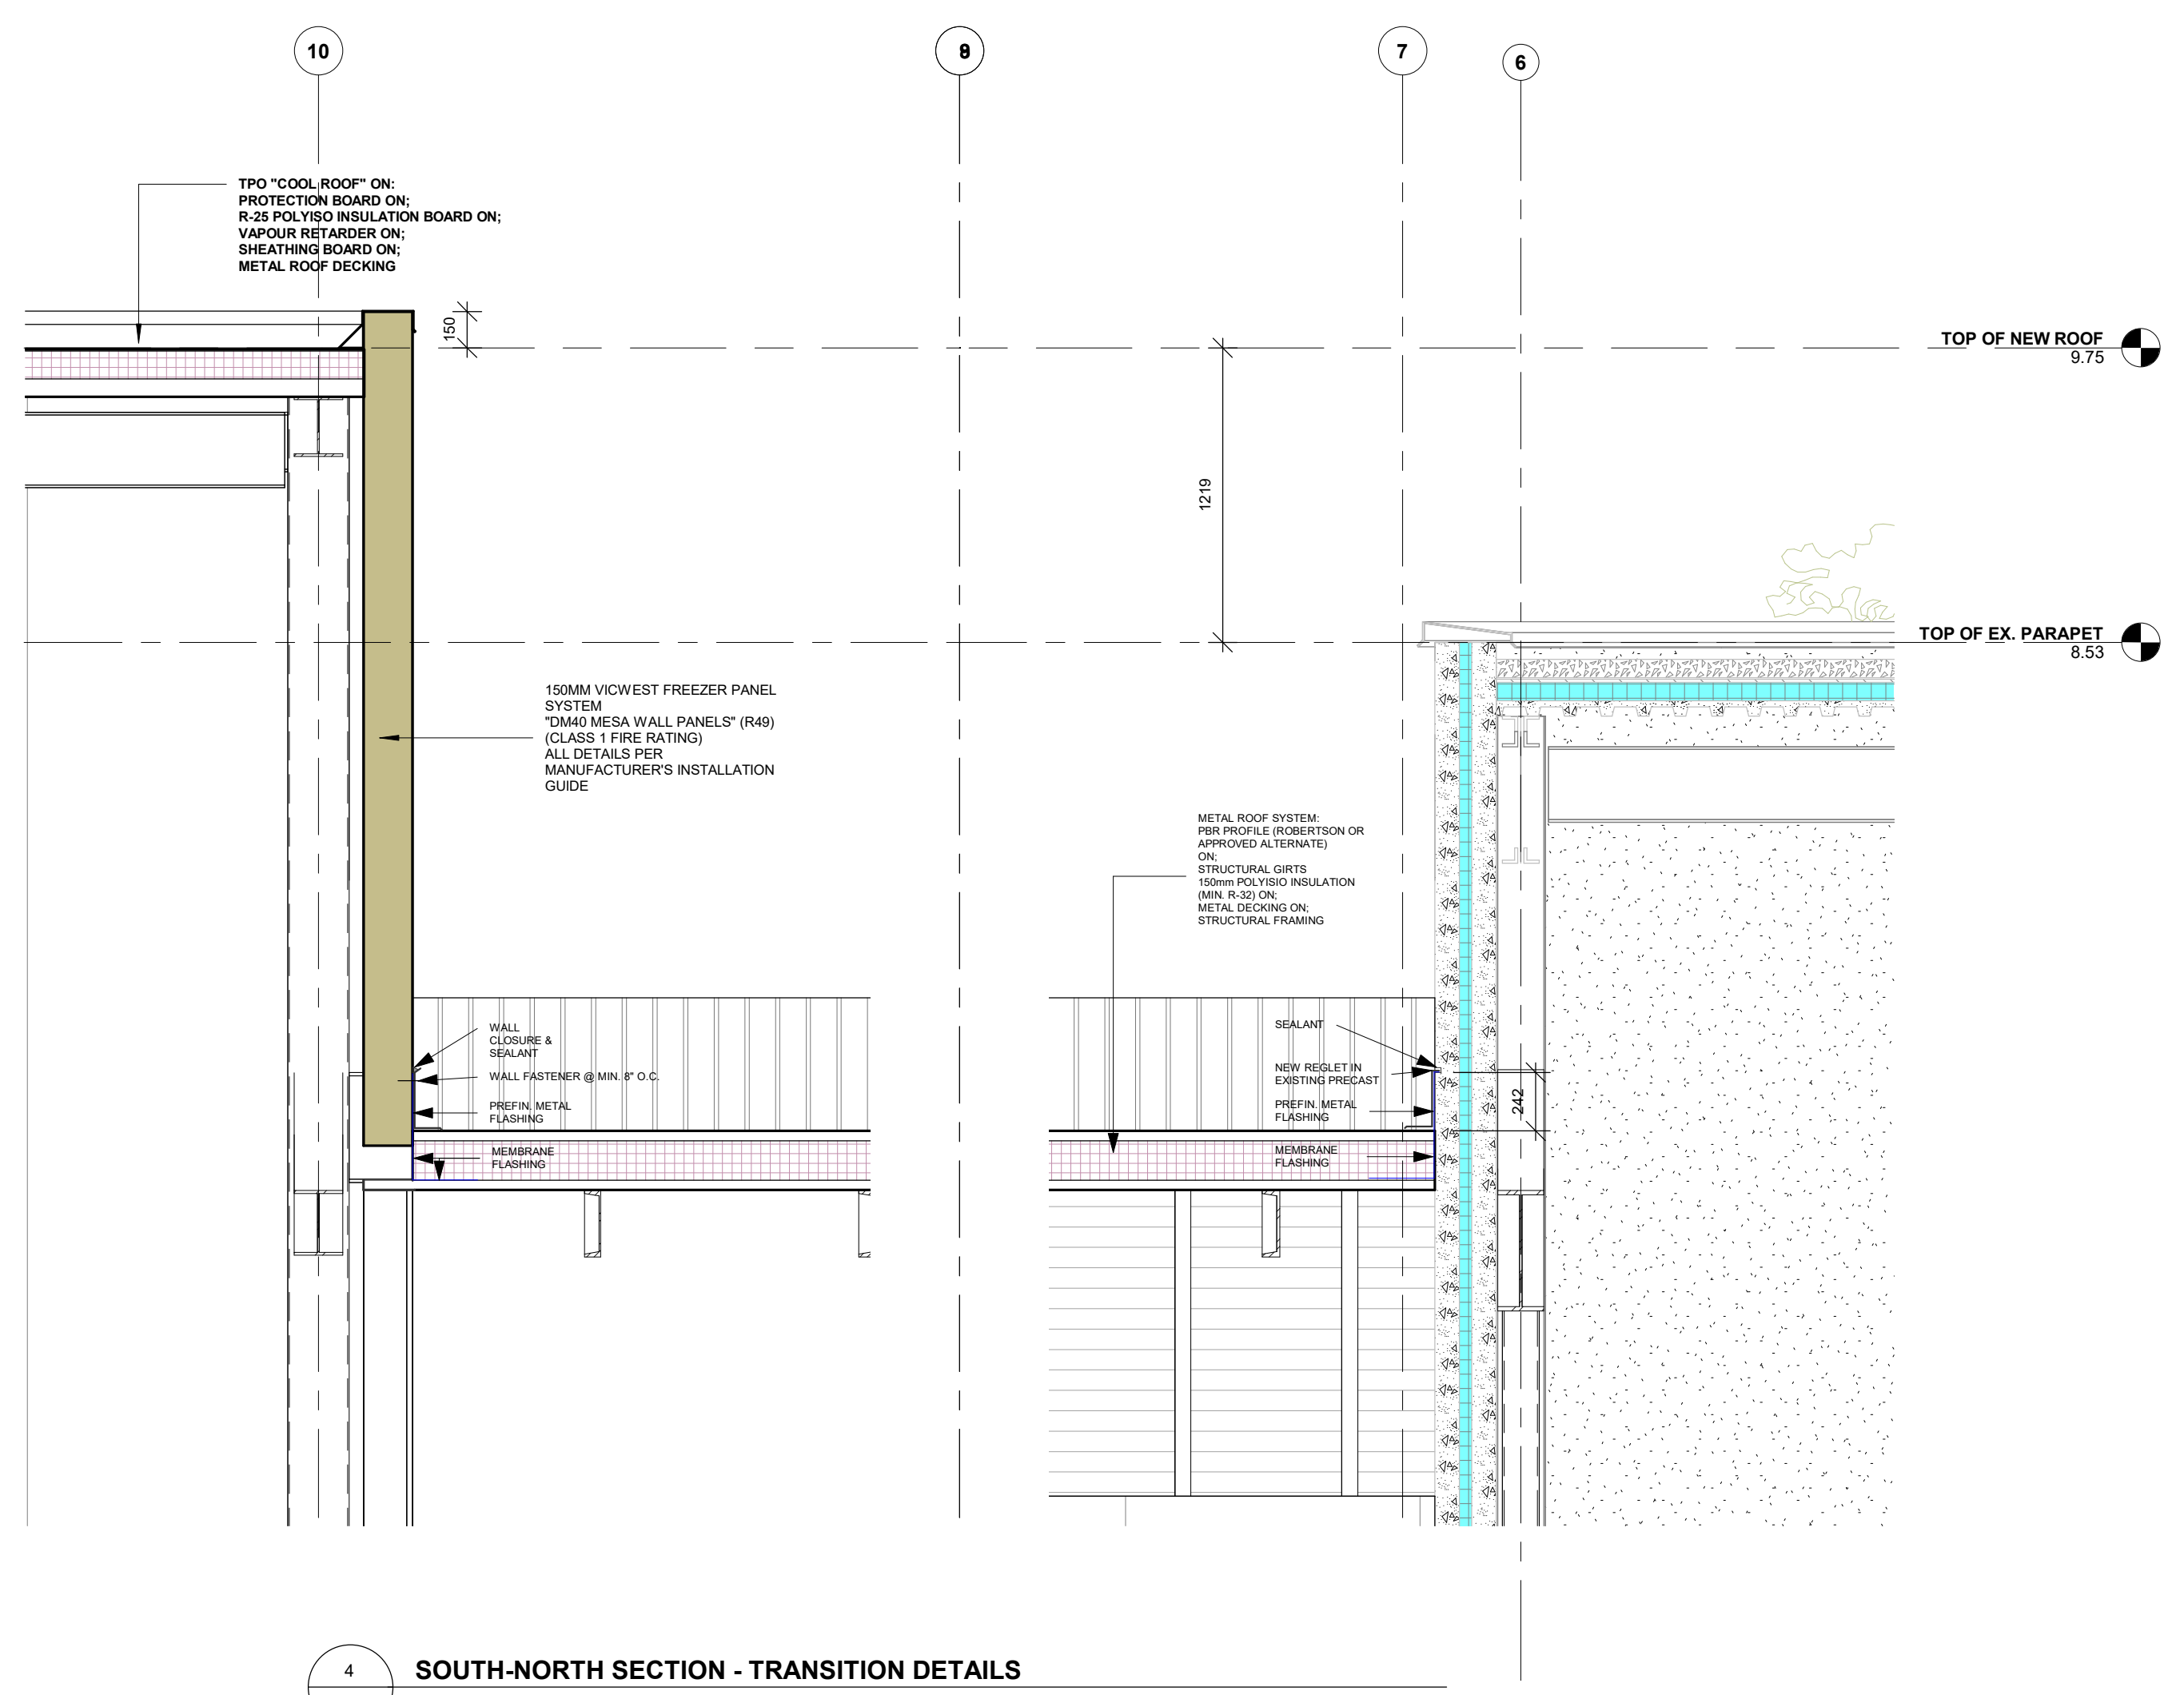 10
7
6
TPO "COOL ROOF" ON:
PROTECTION BOARD ON;
R-25 POLYISO INSULATION BOARD ON;
VAPOUR RETARDER ON;
SHEATHING BOARD ON;
METAL ROOF DECKING
150
TOP OF NEW ROOF
9.75
1219
TOP OF EX. PARAPET
8.53
150MM VICWEST FREEZER PANEL
SYSTEM
"DM40 MESA WALL PANELS" (R49)
(CLASS 1 FIRE RATING)
ALL DETAILS PER
MANUFACTURER'S INSTALLATION
GUIDE
METAL ROOF SYSTEM:
PBR PROFILE (ROBERTSON OR
APPROVED ALTERNATE)
ON;
STRUCTURAL GIRTS
150mm POLYISIO INSULATION
(MIN. R-32) ON;
METAL DECKING ON;
STRUCTURAL FRAMING
WALL
CLOSURE &
SEALANT
WALL FASTENER @ MIN. 8" O.C.
PREFIN. METAL
FLASHING
MEMBRANE
FLASHING
SEALANT
NEW REGLET IN
EXISTING PRECAST
PREFIN. METAL
FLASHING
MEMBRANE
FLASHING
242
4
SOUTH-NORTH SECTION - TRANSITION DETAILS